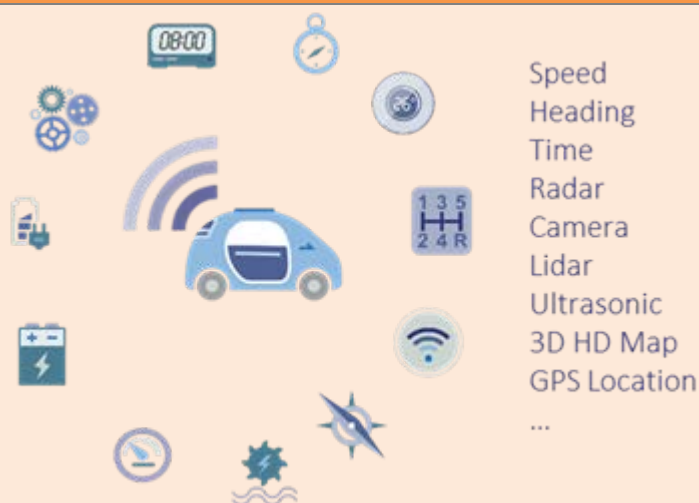 08:00
26°
1 3 5
2 4 R
Speed
Heading
Time
Radar
Camera
Lidar
Ultrasonic
3D HD Map
GPS Location
...